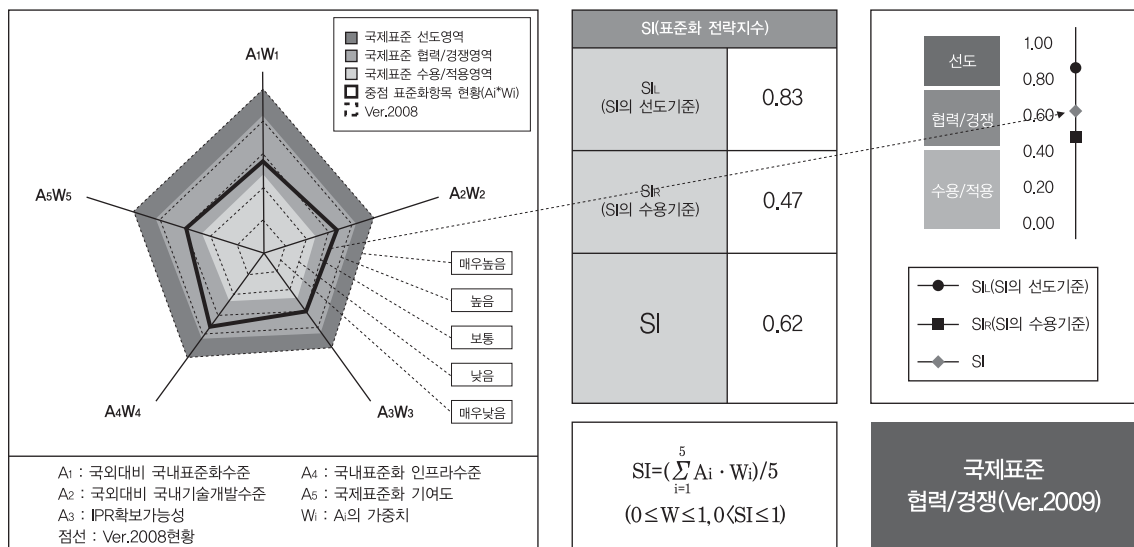 국제표준 선도영역
국제표준 협력/경쟁영역
국제표준 수용/적용영역
중점 표준화항목 현황(Ai*Wi)
Ver.2008
A1W1
A2W2
A3W3
A4W4
A5W5
매우높음
높음
보통
낮음
매우낮음
A1 : 국외대비 국내표준화수준
A2 : 국외대비 국내기술개발수준
A3 : IPR확보가능성
점선 : Ver.2008현황
A4 : 국내표준화 인프라수준
A5 : 국제표준화 기여도
Wi : Ai의 가중치
SI(표준화 전략지수)
SIL
(SI의 선도기준)
0.83
SIR
(SI의 수용기준)
0.47
SI
0.62
SI=(5∑i=1 Ai · Wi)/5
(0≤W≤1, 0<SI≤1)
선도
협력/경쟁
수용/적용
1.00
0.80
0.60
0.40
0.20
0.00
SIL(SI의 선도기준)
SIR(SI의 수용기준)
SI
국제표준
협력/경쟁(Ver.2009)